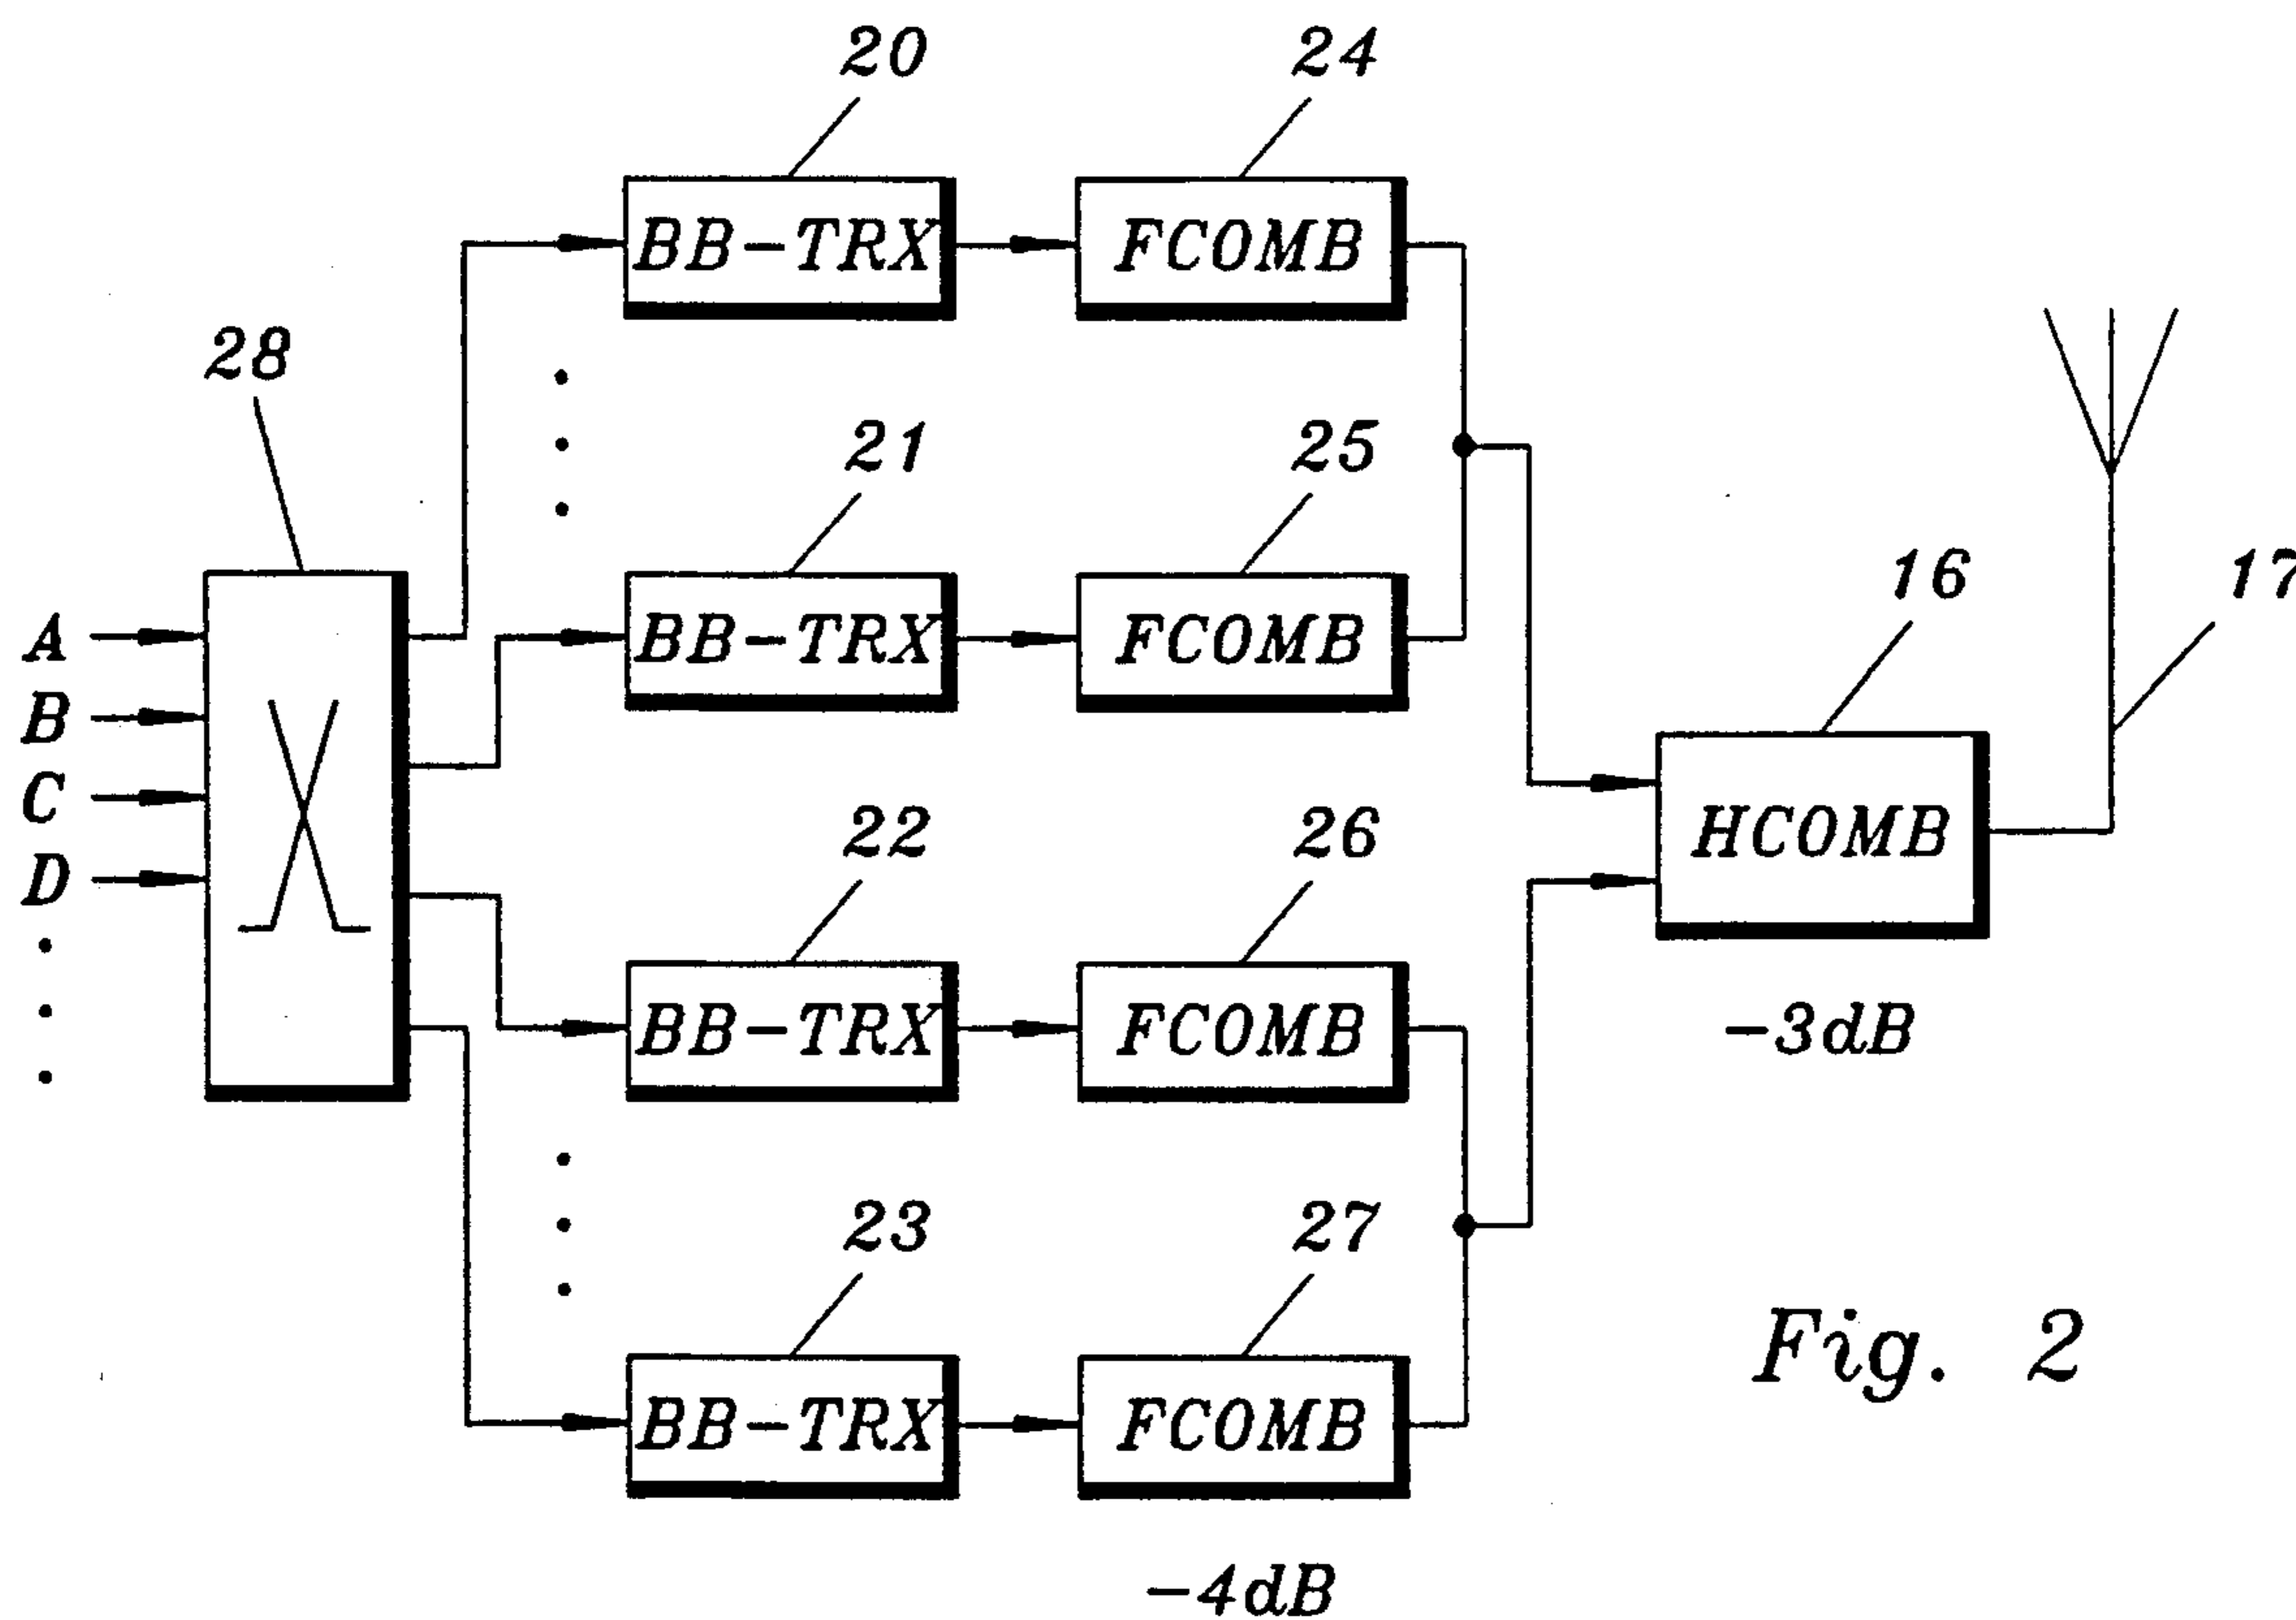 20 24
BB-TRX FCOMB
28
21 25
BB-TRX FCOMB
16 17
A
B
C
D
22 26
HCOMB
BB-TRX FCOMB
-3dB
23 27
BB-TRX FCOMB
Fig. 2
-4dB